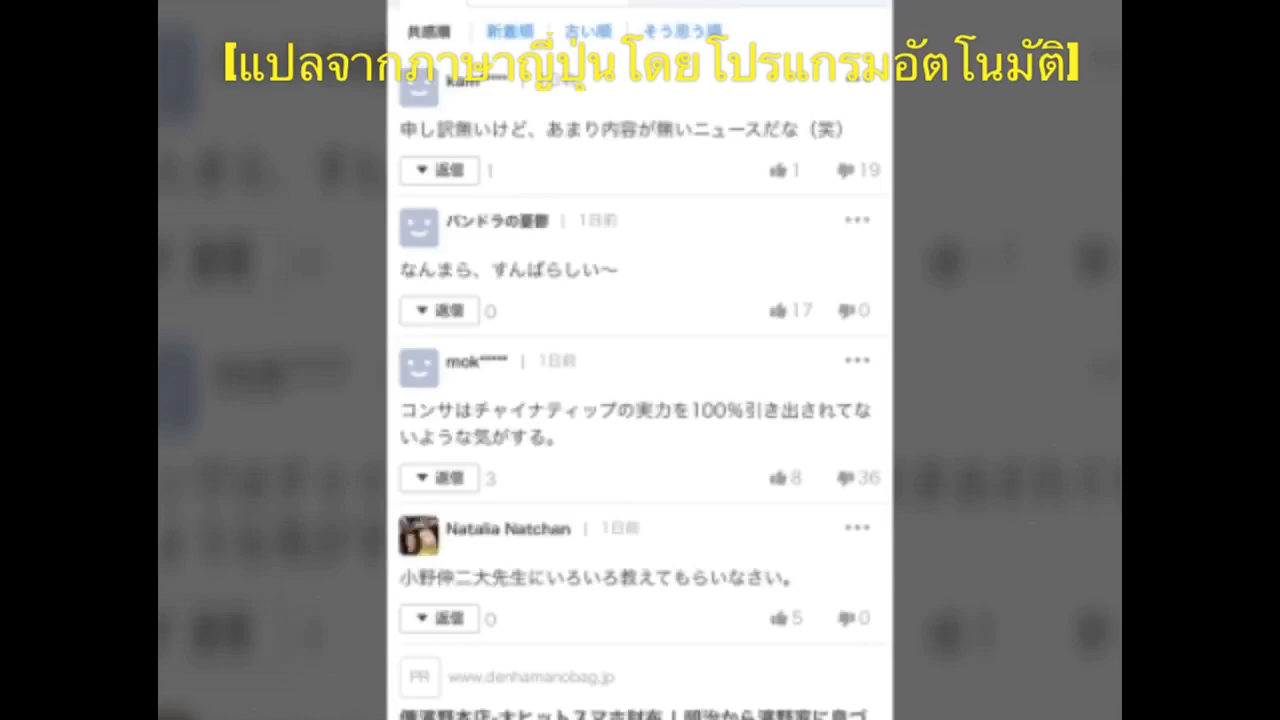 共感順 新着順 古い順 そう思う順
【แปลจากภาษาญี่ปุ่นโดยโปรแกรมอัตโนมัติ】
申し訳無いけど、あまり内容が無いニュースだな（笑）
返信 1 1 19
パンドラの憂鬱 | 1日前
なんまら、すんばらしい〜
返信 0 17 0
mok***** | 1日前
コンサはチャイナティップの実力を100%引き出されてな
いような気がする。
返信 3 8 36
Natalia Natchan | 1日前
小野伸二大先生にいろいろ教えてもらいなさい。
返信 0 5 0
PR www.denhamanobag.jp